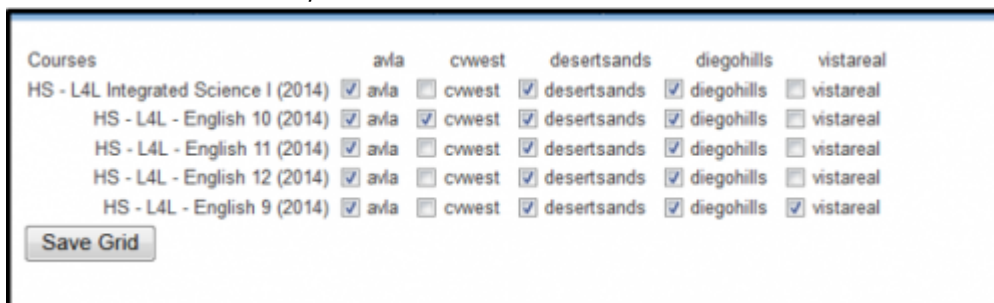 Courses avla cvwest desertsands diegohills vistareal
HS - L4L Integrated Science I (2014) avla cvwest desertsands diegohills vistareal
HS - L4L - English 10 (2014) avla cvwest desertsands diegohills vistareal
HS - L4L - English 11 (2014) avla cvwest desertsands diegohills vistareal
HS - L4L - English 12 (2014) avla cvwest desertsands diegohills vistareal
HS - L4L - English 9 (2014) avla cvwest desertsands diegohills vistareal
Save Grid